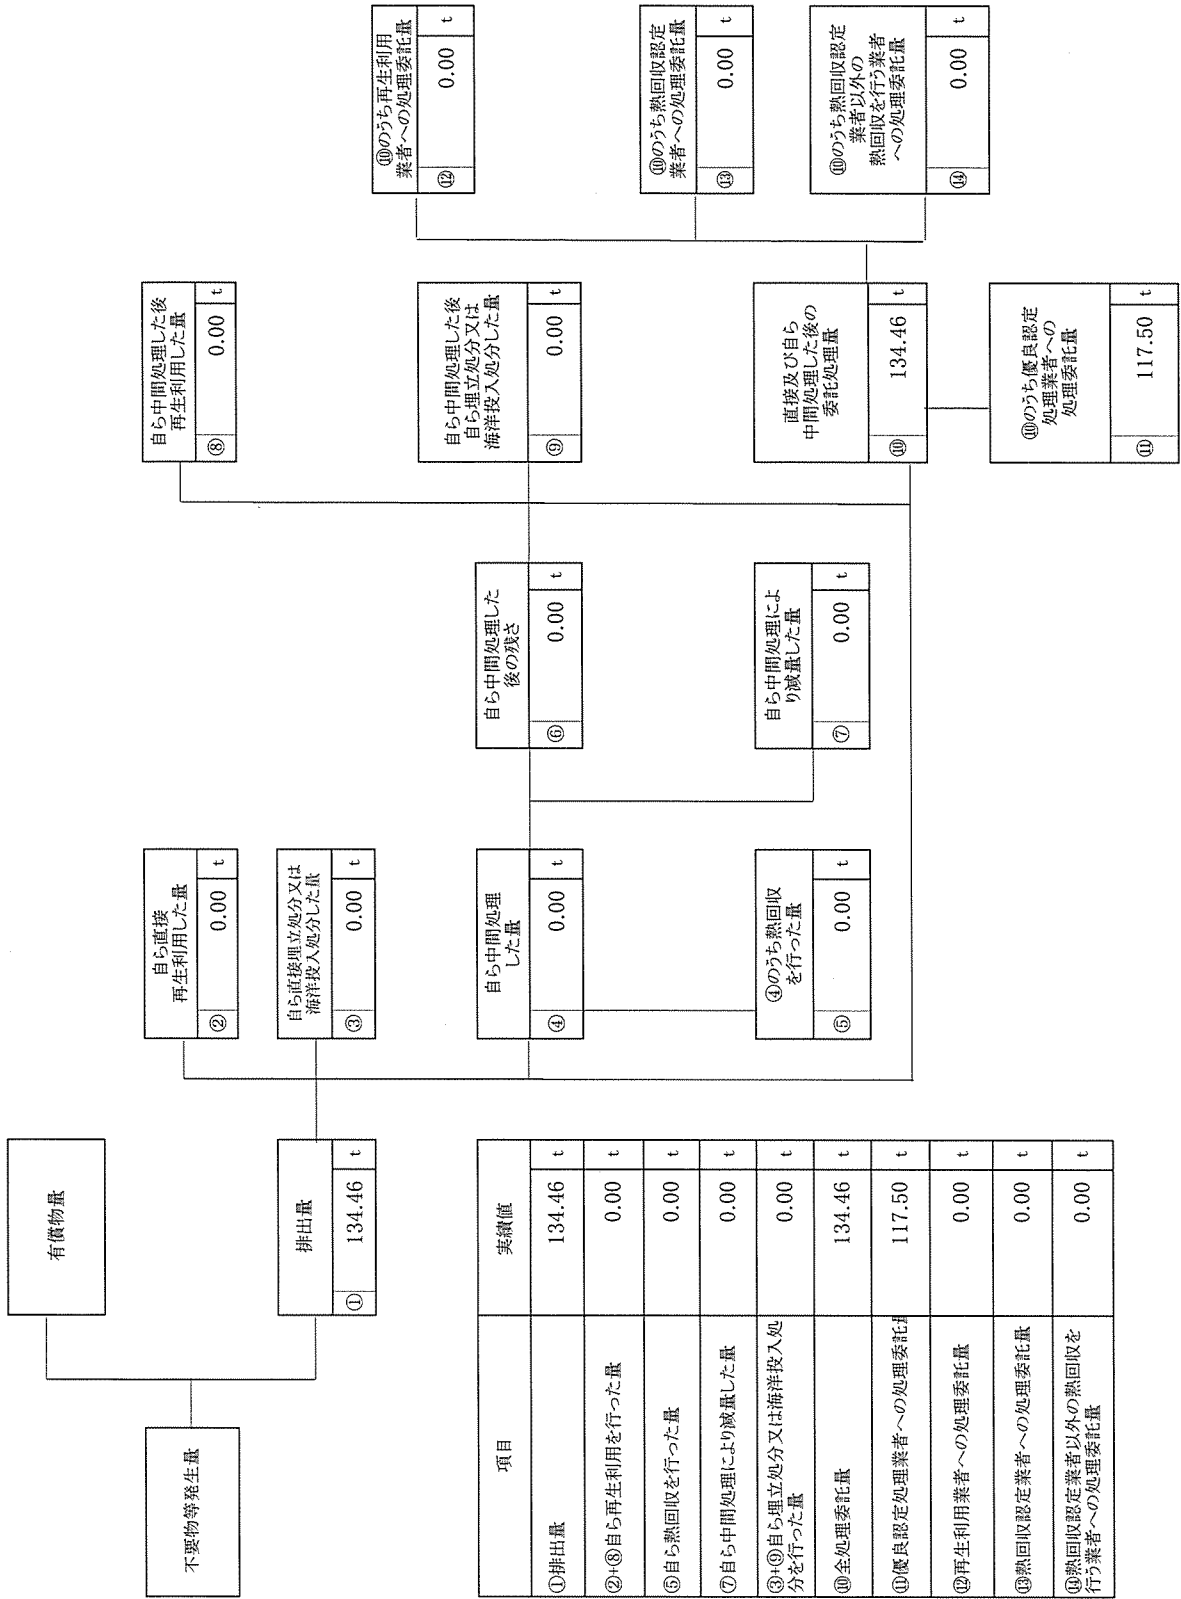 不要物等発生量
有償物量
排出量
① 134.46 t
自ら直接
再生利用した量
② 0.00 t
自ら直接埋立処分又は
海洋投入処分した量
③ 0.00 t
自ら中間処理
した量
④ 0.00 t
④のうち熱回収
を行った量
⑤ 0.00 t
自ら中間処理した
後の残さ
⑥ 0.00 t
自ら中間処理によ
り減量した量
⑦ 0.00 t
自ら中間処理した後
再生利用した量
⑧ 0.00 t
自ら中間処理した後
自ら埋立処分又は
海洋投入処分した量
⑨ 0.00 t
直接及び自ら
中間処理した後の
委託処理量
⑩ 134.46 t
⑩のうち優良認定
処理業者への
処理委託量
⑪ 117.50 t
⑩のうち再生利用
業者への処理委託量
⑫ 0.00 t
⑩のうち熱回収認定
業者への処理委託量
⑬ 0.00 t
⑩のうち熱回収認定
業者以外の
熱回収を行う業者
への処理委託量
⑭ 0.00 t
項目 実績値
①排出量 134.46 t
②+⑧自ら再生利用を行った量 0.00 t
⑤自ら熱回収を行った量 0.00 t
⑦自ら中間処理により減量した量 0.00 t
③+⑨自ら埋立処分又は海洋投入処
分を行った量 0.00 t
⑩全処理委託量 134.46 t
⑪優良認定処理業者への処理委託量 117.50 t
⑫再生利用業者への処理委託量 0.00 t
⑬熱回収認定業者への処理委託量 0.00 t
⑭熱回収認定業者以外の熱回収を
行う業者への処理委託量 0.00 t